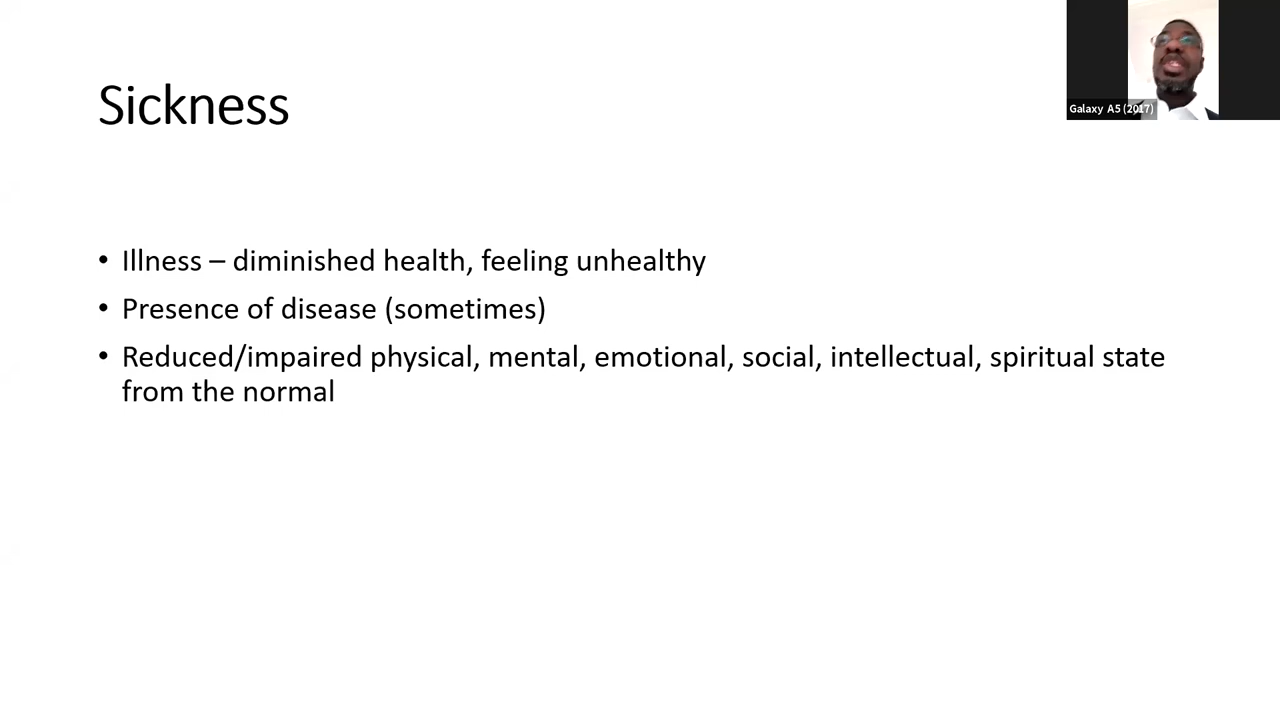 Sickness
Galaxy A5 (2017)
• Illness – diminished health, feeling unhealthy
• Presence of disease (sometimes)
• Reduced/impaired physical, mental, emotional, social, intellectual, spiritual state
from the normal